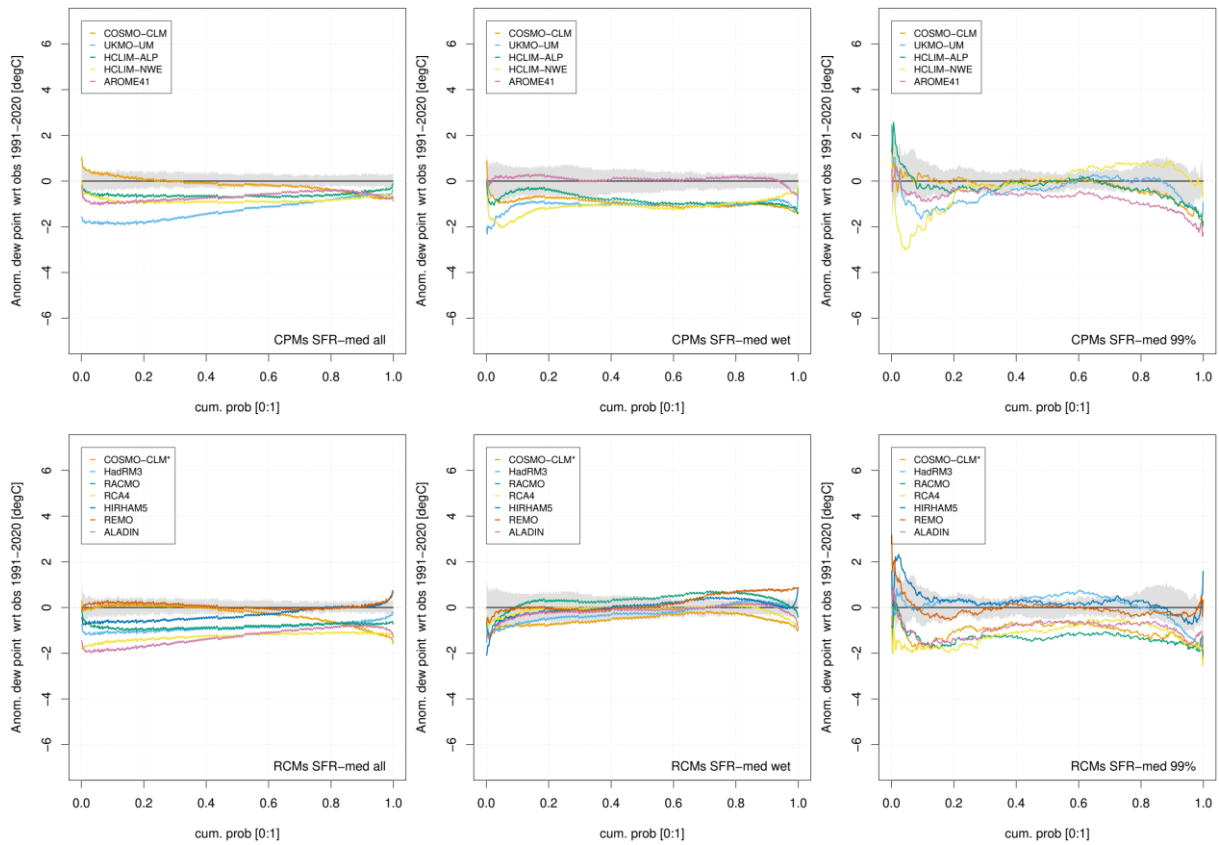 COSMO−CLM
UKMO−UM
HCLIM−ALP
HCLIM−NWE
AROME41
Anom. dew point wrt obs 1991−2020 [degC]
6
4
2
0
−2
−4
−6
CPMs SFR−med all
0.0 0.2 0.4 0.6 0.8 1.0
cum. prob [0:1]
COSMO−CLM
UKMO−UM
HCLIM−ALP
HCLIM−NWE
AROME41
Anom. dew point wrt obs 1991−2020 [degC]
6
4
2
0
−2
−4
−6
CPMs SFR−med wet
0.0 0.2 0.4 0.6 0.8 1.0
cum. prob [0:1]
COSMO−CLM
UKMO−UM
HCLIM−ALP
HCLIM−NWE
AROME41
Anom. dew point wrt obs 1991−2020 [degC]
6
4
2
0
−2
−4
−6
CPMs SFR−med 99%
0.0 0.2 0.4 0.6 0.8 1.0
cum. prob [0:1]
COSMO−CLM*
HadRM3
RACMO
RCA4
HIRHAM5
REMO
ALADIN
Anom. dew point wrt obs 1991−2020 [degC]
6
4
2
0
−2
−4
−6
RCMs SFR−med all
0.0 0.2 0.4 0.6 0.8 1.0
cum. prob [0:1]
COSMO−CLM*
HadRM3
RACMO
RCA4
HIRHAM5
REMO
ALADIN
Anom. dew point wrt obs 1991−2020 [degC]
6
4
2
0
−2
−4
−6
RCMs SFR−med wet
0.0 0.2 0.4 0.6 0.8 1.0
cum. prob [0:1]
COSMO−CLM*
HadRM3
RACMO
RCA4
HIRHAM5
REMO
ALADIN
Anom. dew point wrt obs 1991−2020 [degC]
6
4
2
0
−2
−4
−6
RCMs SFR−med 99%
0.0 0.2 0.4 0.6 0.8 1.0
cum. prob [0:1]